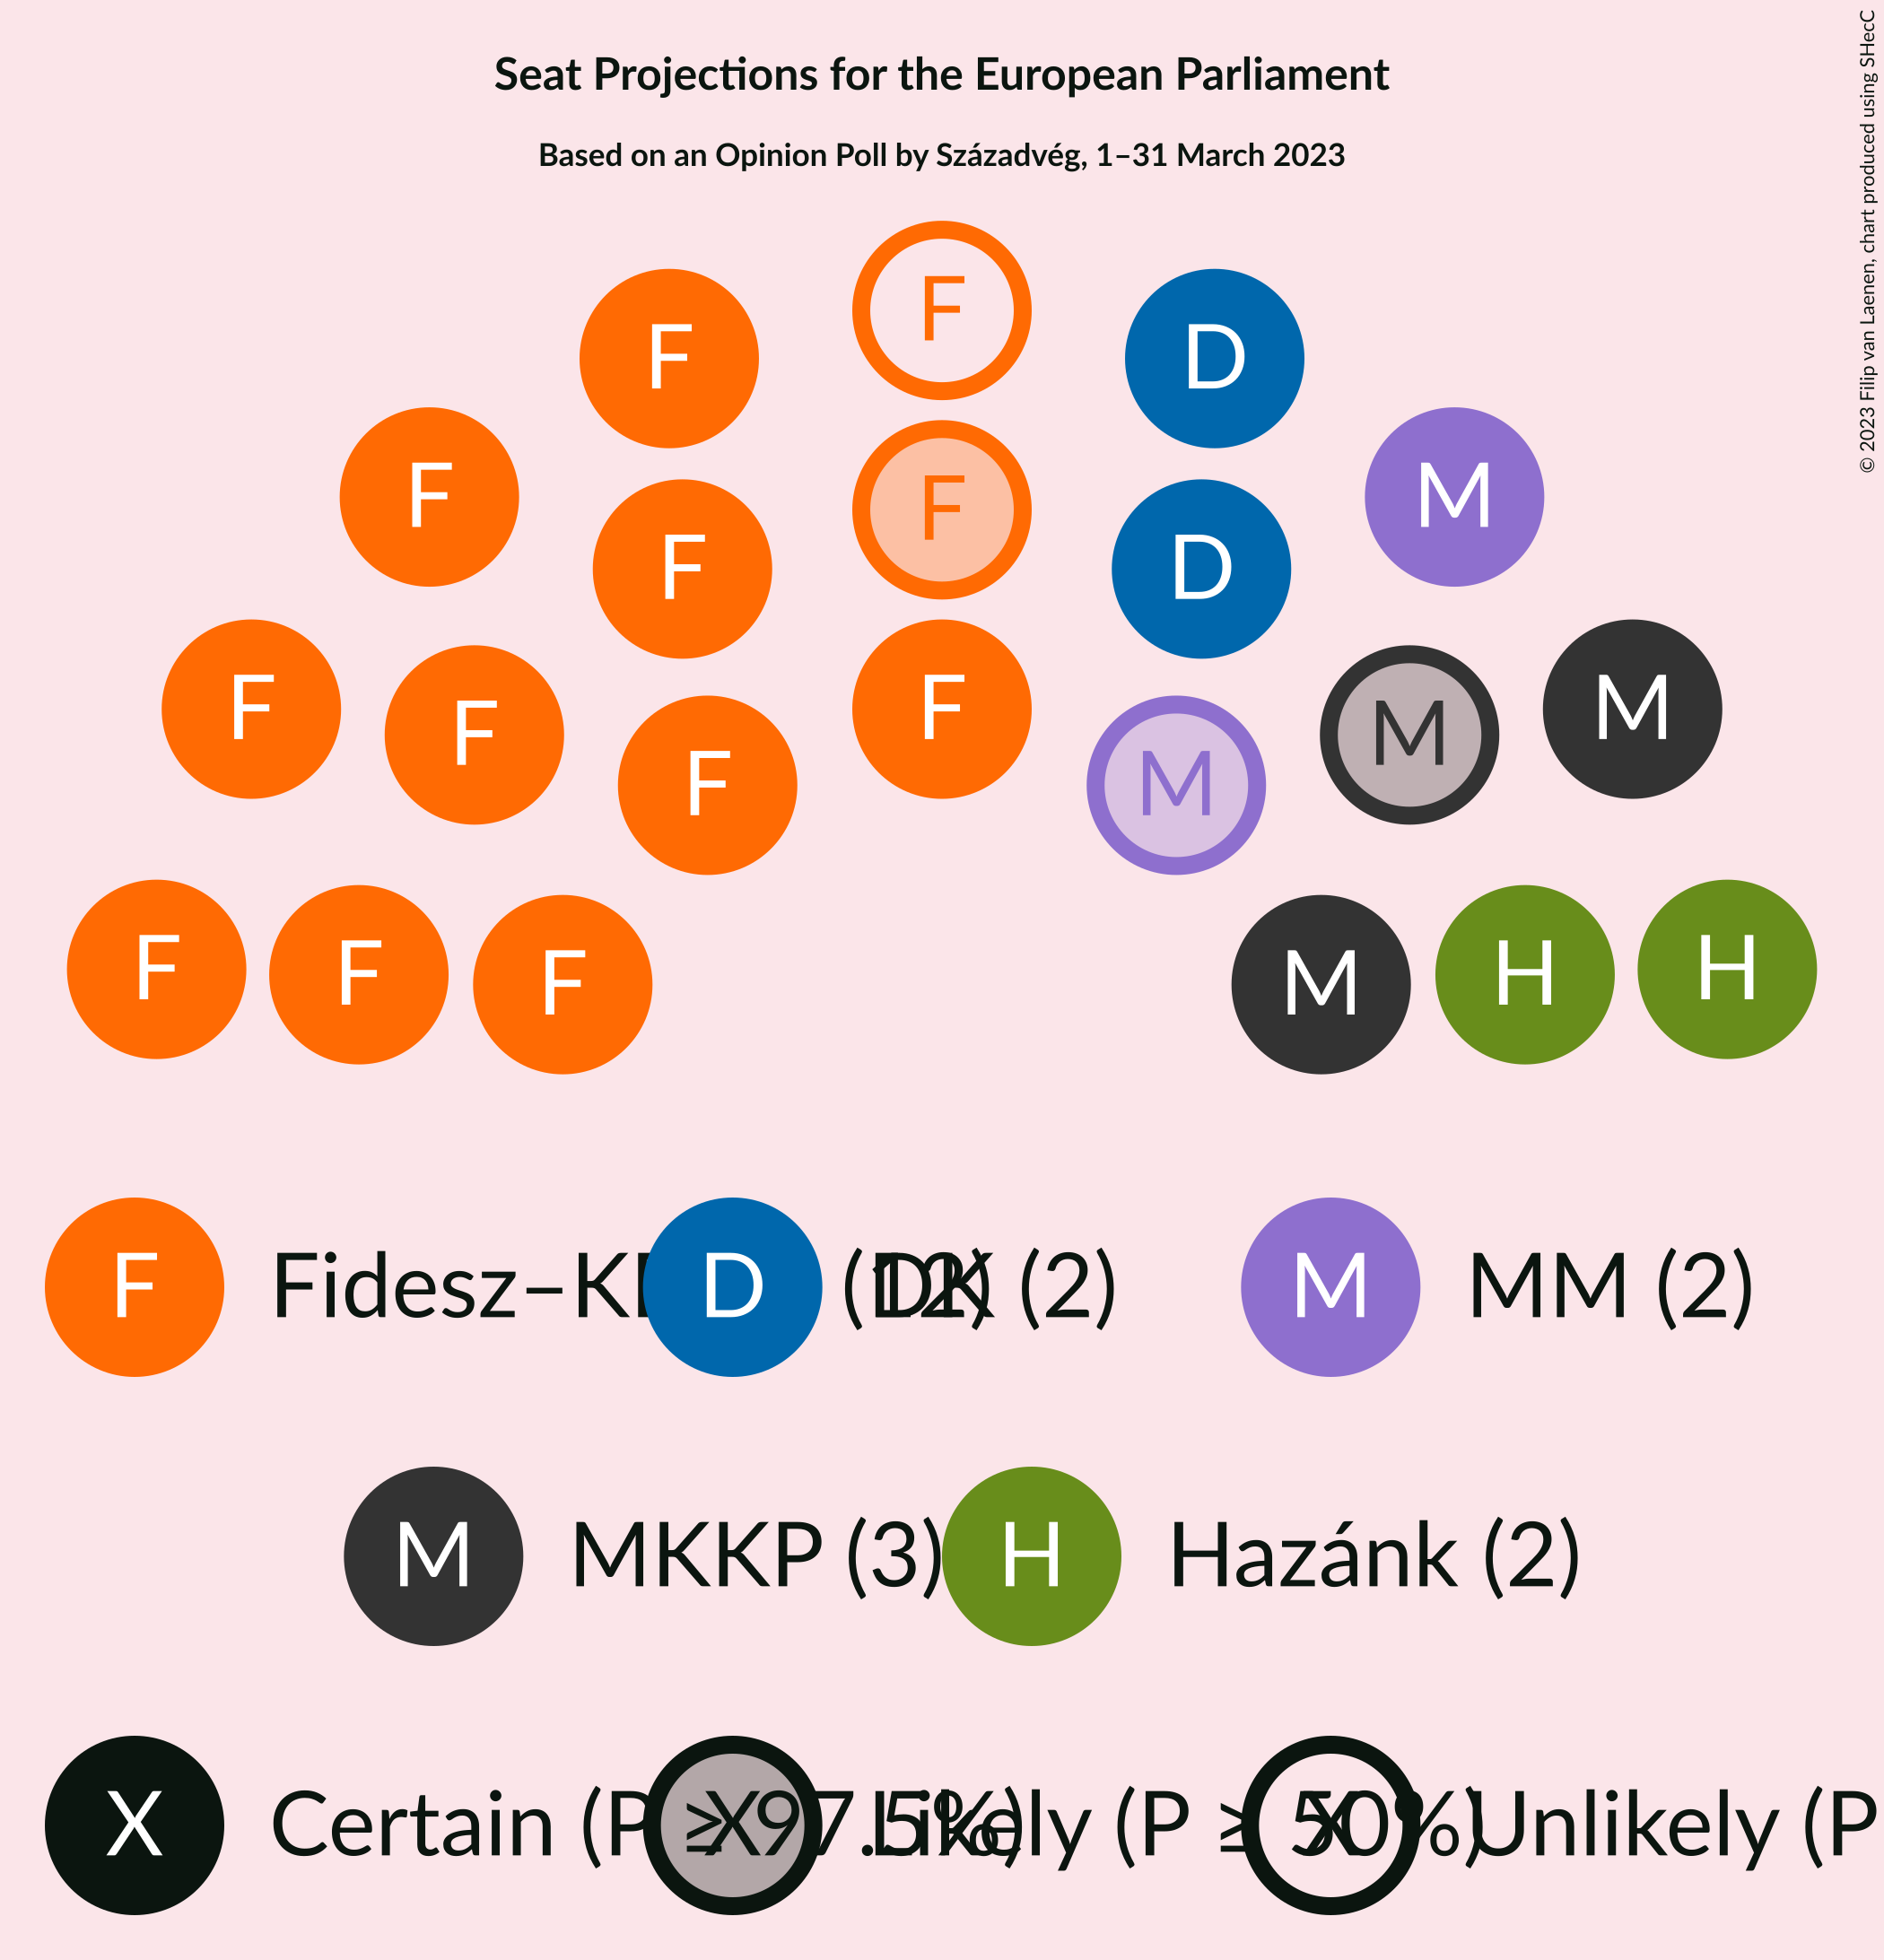 Seat Projections for the European Parliament
Based on an Opinion Poll by Századvég, 1–31 March 2023
© 2023 Filip van Laenen, chart produced using SHecC
F
F D
F M
F
F D
F M
F M
F F
F M
F F F M H H
F Fidesz–K (12) D DK (2) M MM (2)
M MKKP (3) H Hazánk (2)
X Certain (P ≥ 97.5%) X Likely (P ≥ 50%) X Unlikely (P